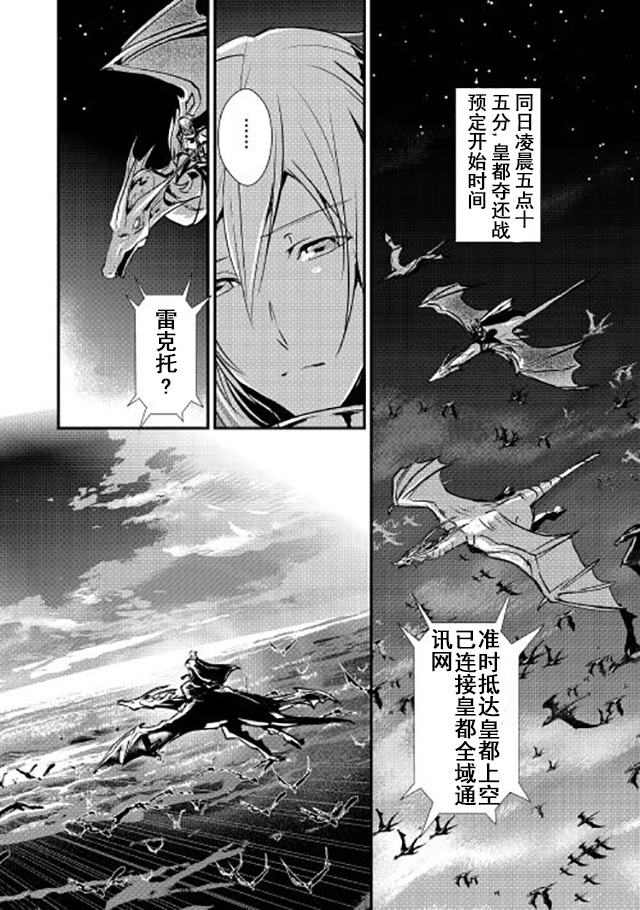 同日凌晨五点十
五分，皇都夺还战
预定开始时间
准时抵达皇都上空
已连接皇都全域通
讯网
……
雷克托？